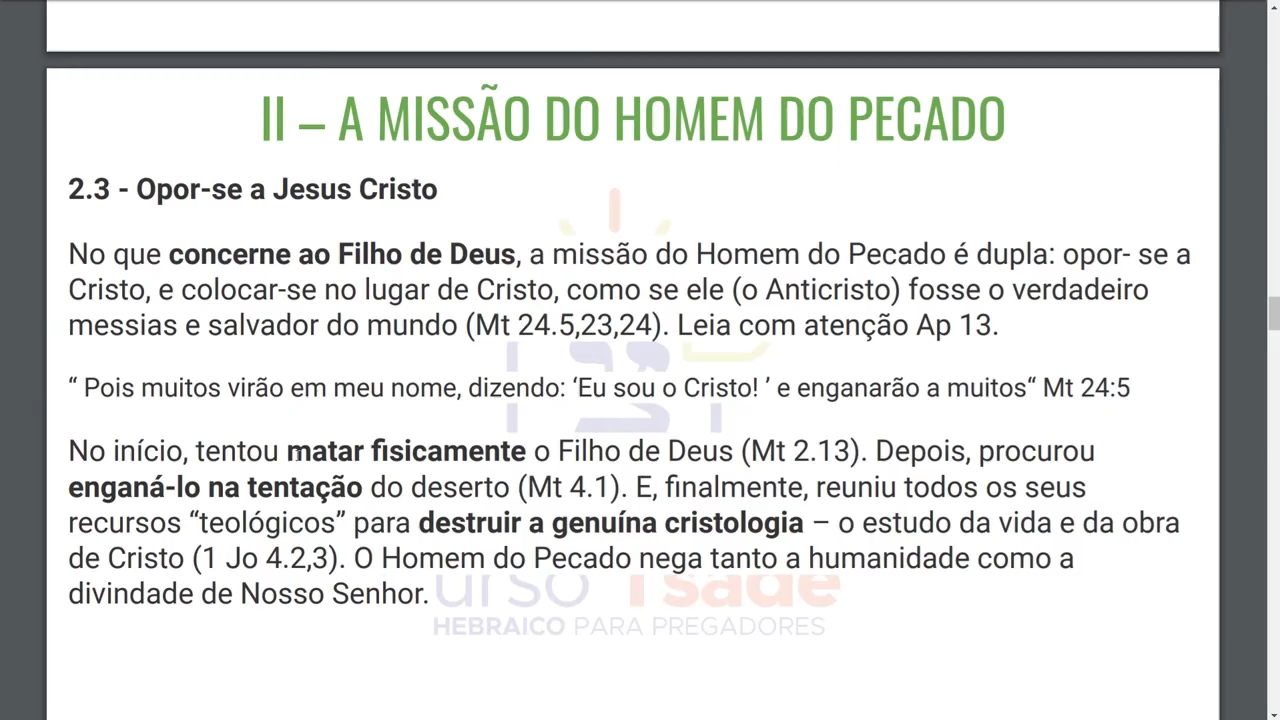 II – A MISSÃO DO HOMEM DO PECADO
2.3 - Opor-se a Jesus Cristo
No que concerne ao Filho de Deus, a missão do Homem do Pecado é dupla: opor- se a
Cristo, e colocar-se no lugar de Cristo, como se ele (o Anticristo) fosse o verdadeiro
messias e salvador do mundo (Mt 24.5,23,24). Leia com atenção Ap 13.
“ Pois muitos virão em meu nome, dizendo: ‘Eu sou o Cristo! ’ e enganarão a muitos“ Mt 24:5
No início, tentou matar fisicamente o Filho de Deus (Mt 2.13). Depois, procurou
enganá-lo na tentação do deserto (Mt 4.1). E, finalmente, reuniu todos os seus
recursos “teológicos” para destruir a genuína cristologia – o estudo da vida e da obra
de Cristo (1 Jo 4.2,3). O Homem do Pecado nega tanto a humanidade como a
divindade de Nosso Senhor.
HEBRAICO PARA PREGADORES